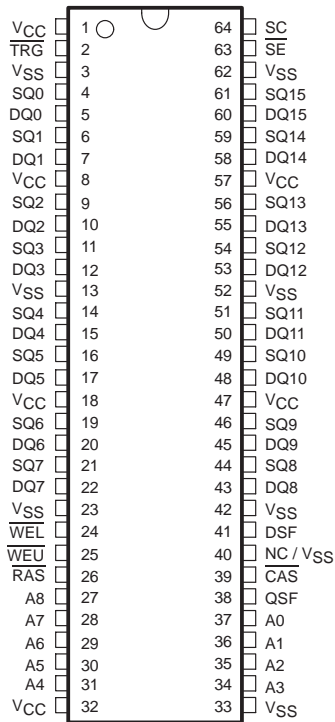 VCC 1 64 SC
TRG 2 63 SE
VSS 3 62 VSS
SQ0 4 61 SQ15
DQ0 5 60 DQ15
SQ1 6 59 SQ14
DQ1 7 58 DQ14
VCC 8 57 VCC
SQ2 9 56 SQ13
DQ2 10 55 DQ13
SQ3 11 54 SQ12
DQ3 12 53 DQ12
VSS 13 52 VSS
SQ4 14 51 SQ11
DQ4 15 50 DQ11
SQ5 16 49 SQ10
DQ5 17 48 DQ10
VCC 18 47 VCC
SQ6 19 46 SQ9
DQ6 20 45 DQ9
SQ7 21 44 SQ8
DQ7 22 43 DQ8
VSS 23 42 VSS
WEL 24 41 DSF
WEU 25 40 NC / VSS
RAS 26 39 CAS
A8 27 38 QSF
A7 28 37 A0
A6 29 36 A1
A5 30 35 A2
A4 31 34 A3
VCC 32 33 VSS